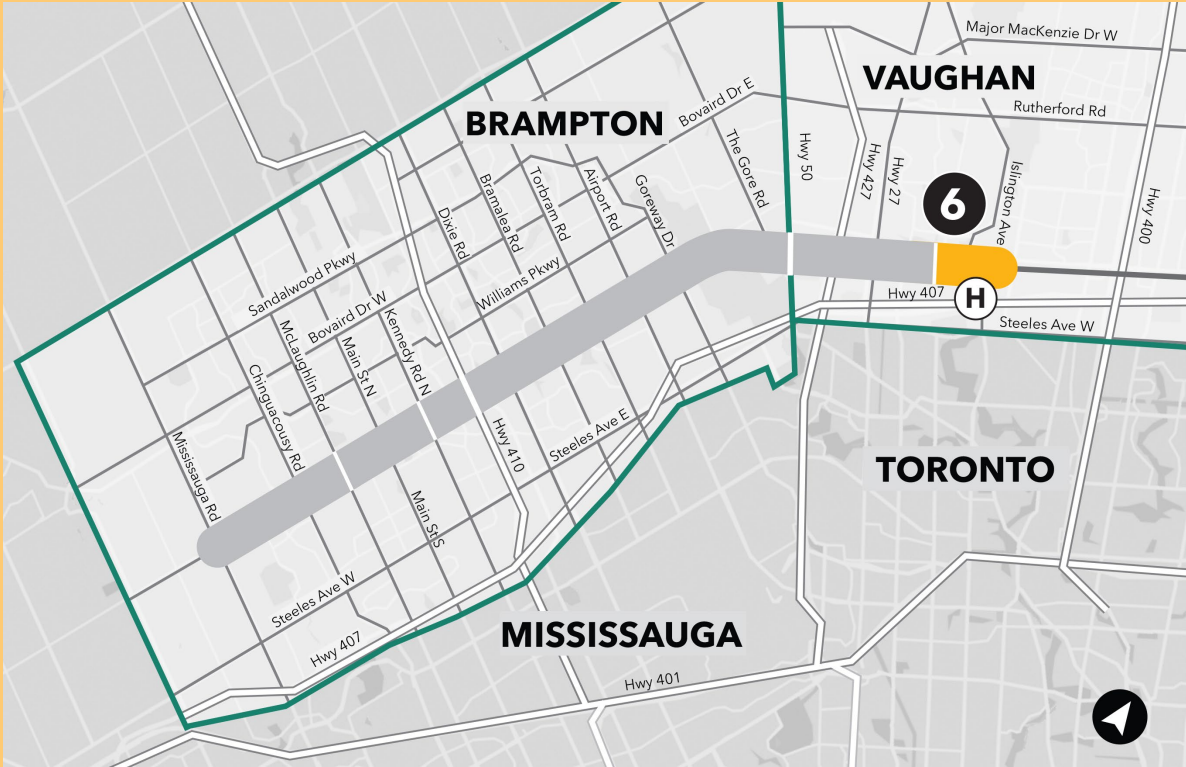 Major MacKenzie Dr W
VAUGHAN
BRAMPTON
Bovaird Dr E
Rutherford Rd
The Gore Rd
Hwy 50
Hwy 427
Hwy 27
Islington Ave
Hwy 400
6
Dixie Rd
Bramalea Rd
Torbram Rd
Airport Rd
Goreway Dr
Sandalwood Pkwy
Williams Pkwy
Bovaird Dr W
Hwy 407
H
Steeles Ave W
McLaughlin Rd
Main St N
Kennedy Rd N
Chinguacousy Rd
Mississauga Rd
Hwy 410
Steeles Ave E
TORONTO
Main St S
Steeles Ave W
Hwy 407
MISSISSAUGA
Hwy 401